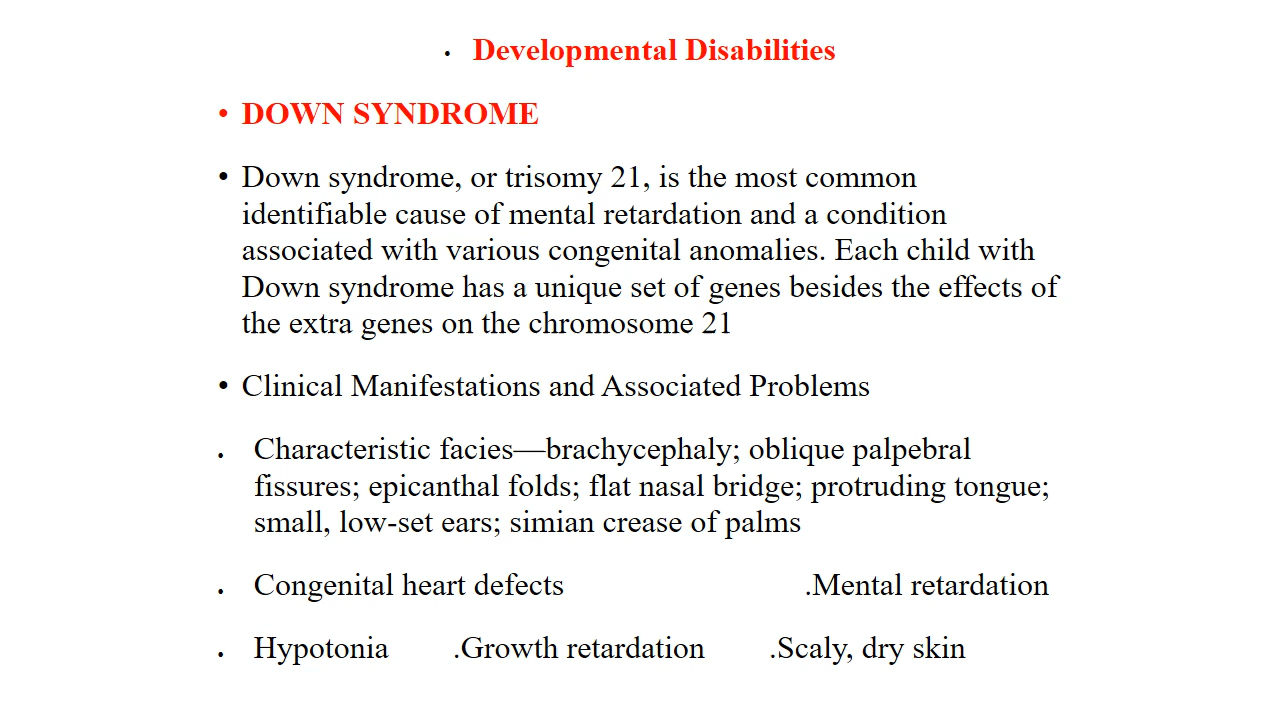 • Developmental Disabilities
• DOWN SYNDROME
• Down syndrome, or trisomy 21, is the most common
identifiable cause of mental retardation and a condition
associated with various congenital anomalies. Each child with
Down syndrome has a unique set of genes besides the effects of
the extra genes on the chromosome 21
• Clinical Manifestations and Associated Problems
• Characteristic facies—brachycephaly; oblique palpebral
fissures; epicanthal folds; flat nasal bridge; protruding tongue;
small, low-set ears; simian crease of palms
• Congenital heart defects .Mental retardation
• Hypotonia .Growth retardation .Scaly, dry skin